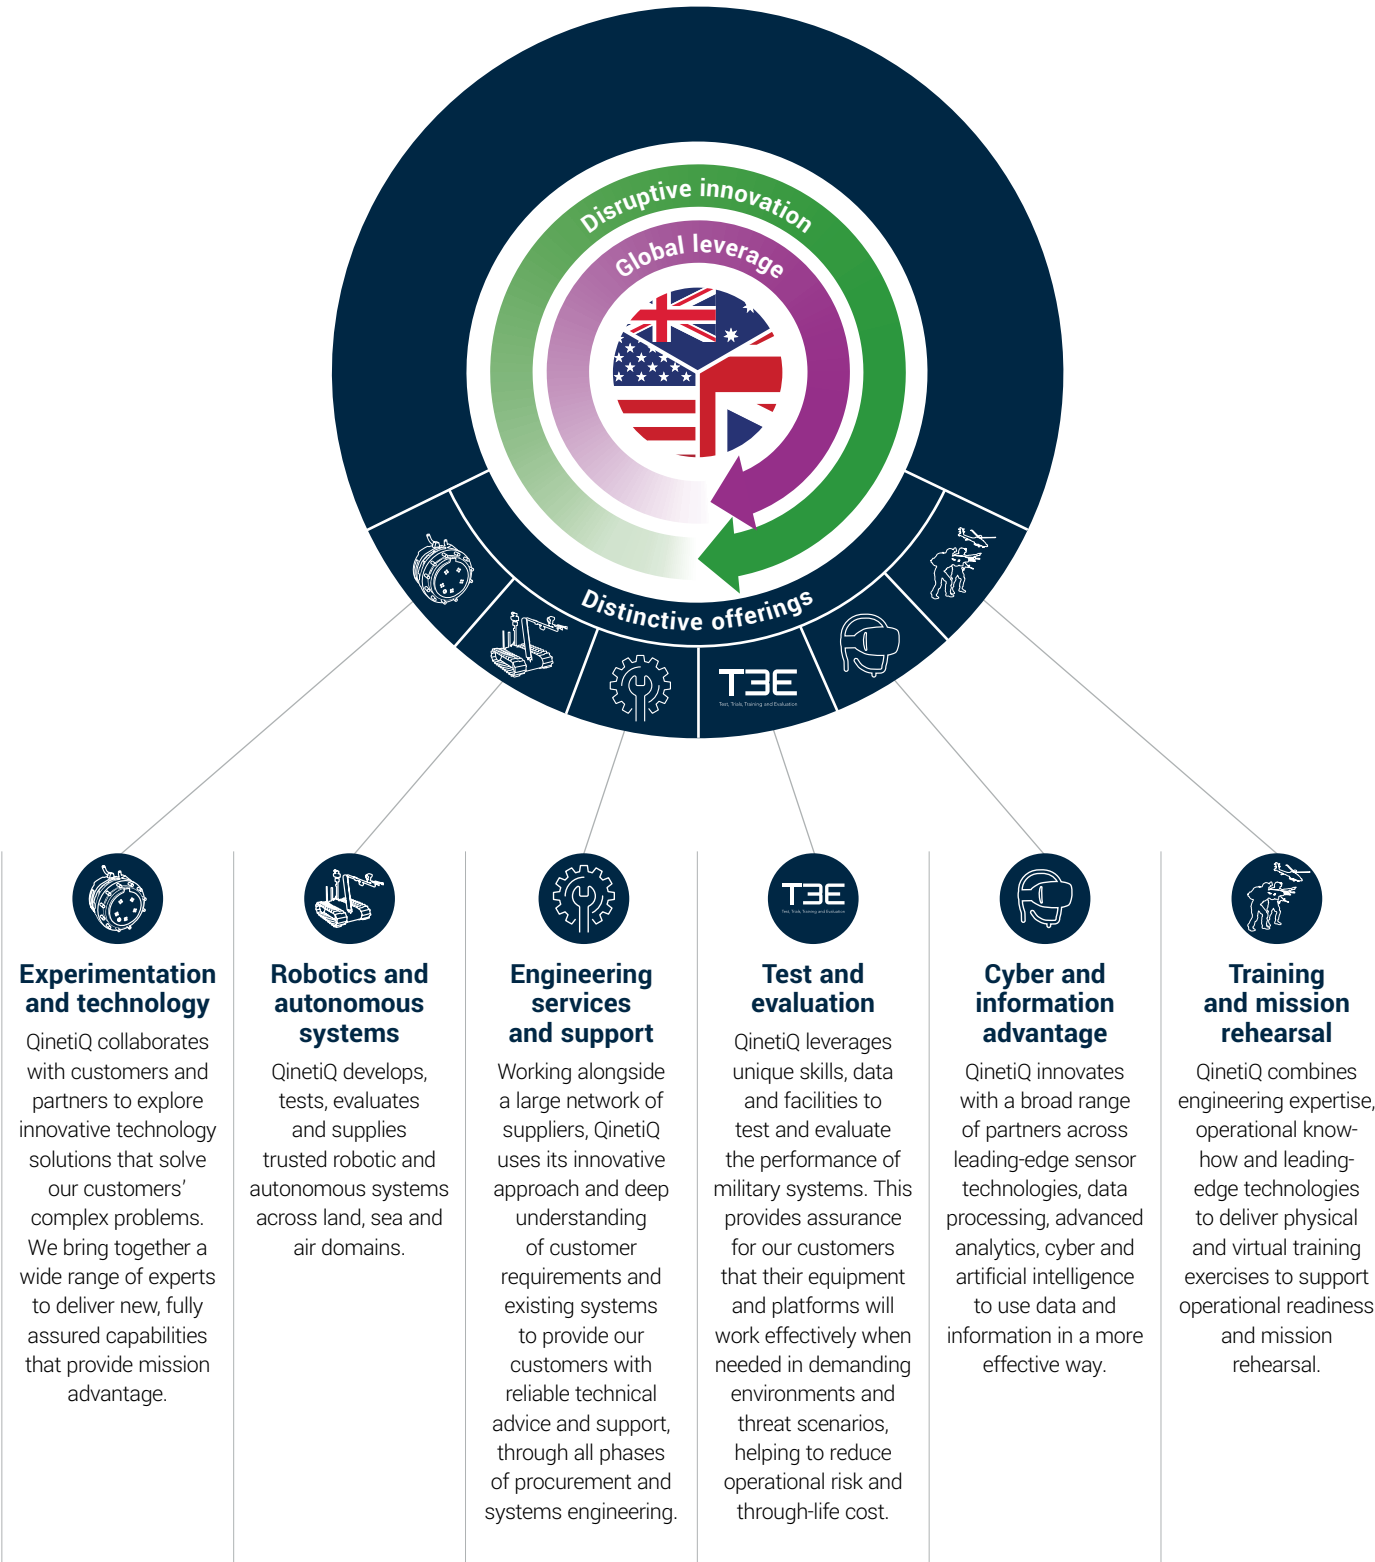 Disruptive innovation
Global leverage
Distinctive offerings
T3E
Test, Trials, Training and Evaluation
Experimentation
and technology
QinetiQ collaborates
with customers and
partners to explore
innovative technology
solutions that solve
our customers’
complex problems.
We bring together a
wide range of experts
to deliver new, fully
assured capabilities
that provide mission
advantage.
Robotics and
autonomous
systems
QinetiQ develops,
tests, evaluates
and supplies
trusted robotic and
autonomous systems
across land, sea and
air domains.
Engineering
services
and support
Working alongside
a large network of
suppliers, QinetiQ
uses its innovative
approach and deep
understanding
of customer
requirements and
existing systems
to provide our
customers with
reliable technical
advice and support,
through all phases
of procurement and
systems engineering.
T3E
Test, Trials, Training and Evaluation
Test and
evaluation
QinetiQ leverages
unique skills, data
and facilities to
test and evaluate
the performance of
military systems. This
provides assurance
for our customers
that their equipment
and platforms will
work effectively when
needed in demanding
environments and
threat scenarios,
helping to reduce
operational risk and
through-life cost.
Cyber and
information
advantage
QinetiQ innovates
with a broad range
of partners across
leading-edge sensor
technologies, data
processing, advanced
analytics, cyber and
artificial intelligence
to use data and
information in a more
effective way.
Training
and mission
rehearsal
QinetiQ combines
engineering expertise,
operational know-
how and leading-
edge technologies
to deliver physical
and virtual training
exercises to support
operational readiness
and mission
rehearsal.